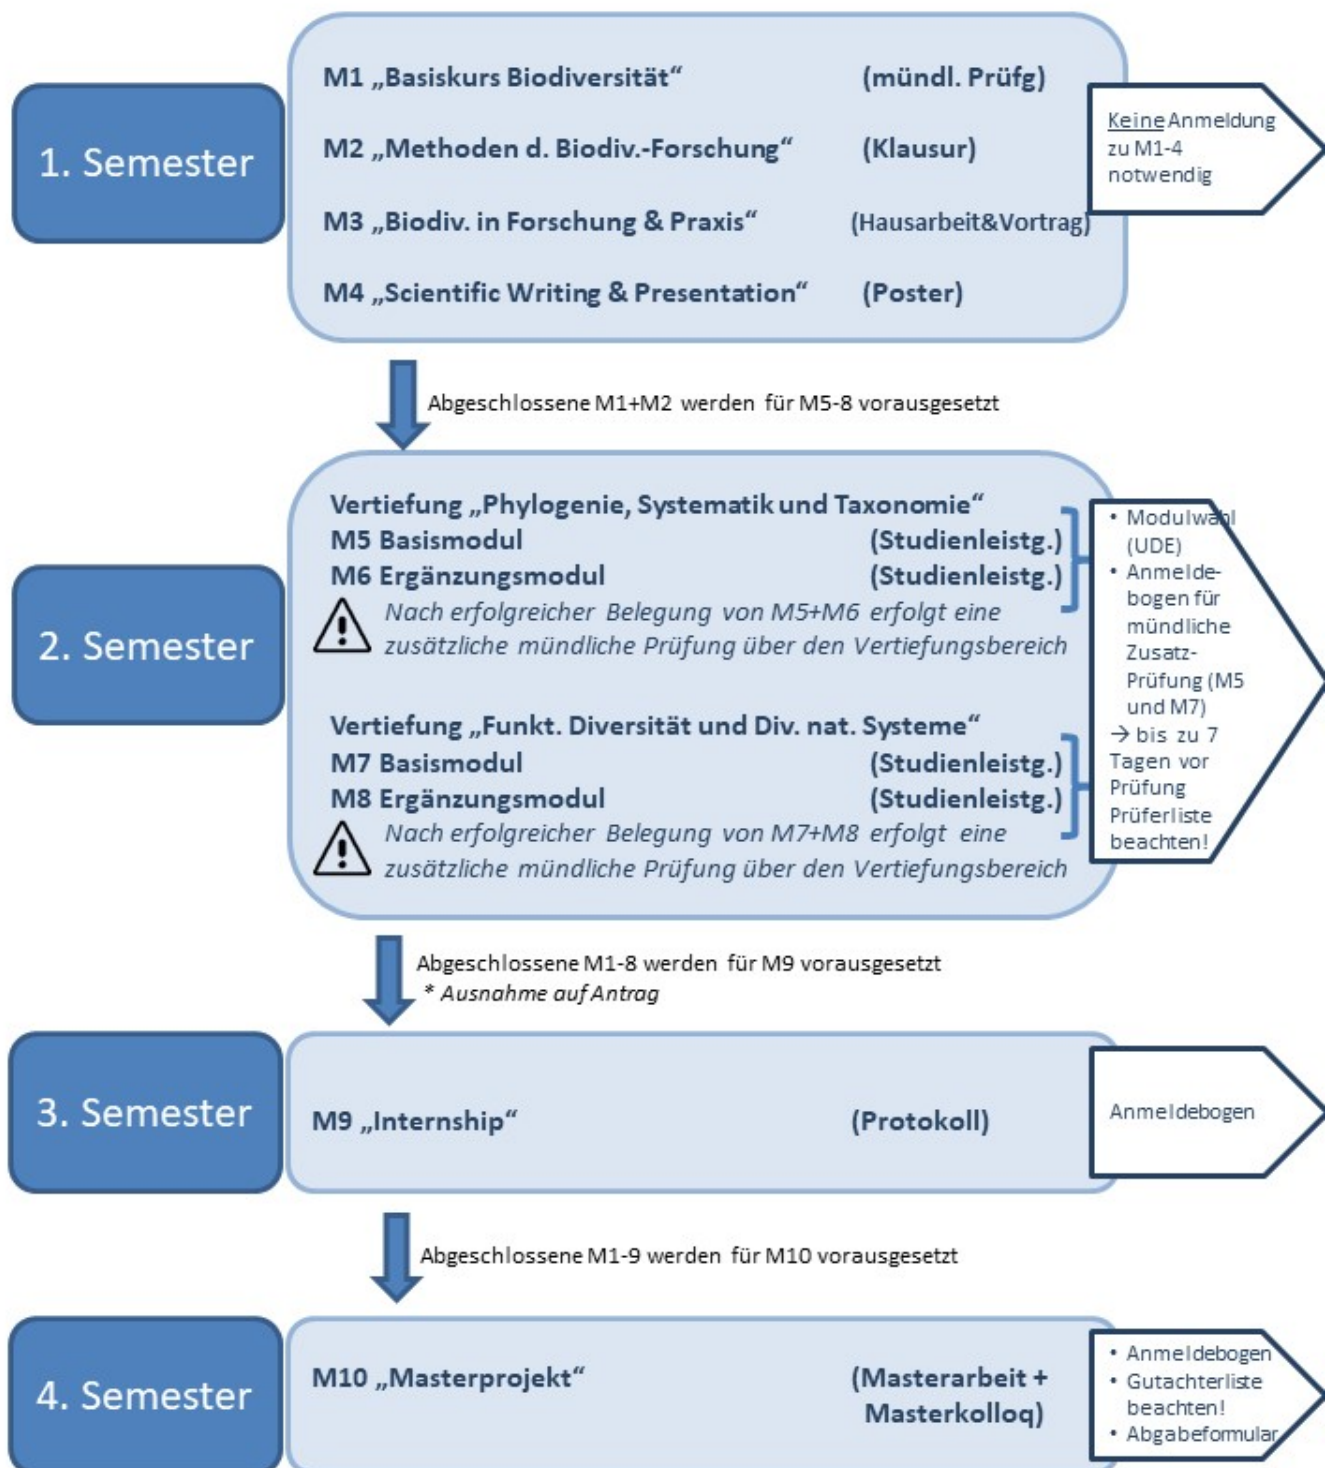 1. Semester
M1 „Basiskurs Biodiversität“ (mündl. Prüfg)
M2 „Methoden d. Biodiv.-Forschung“ (Klausur)
M3 „Biodiv. in Forschung & Praxis“ (Hausarbeit&Vortrag)
M4 „Scientific Writing & Presentation“ (Poster)
Keine Anmeldung
zu M1-4
notwendig
Abgeschlossene M1+M2 werden für M5-8 vorausgesetzt
2. Semester
Vertiefung „Phylogenie, Systematik und Taxonomie“
M5 Basismodul (Studienleistg.)
M6 Ergänzungsmodul (Studienleistg.)
Nach erfolgreicher Belegung von M5+M6 erfolgt eine
zusätzliche mündliche Prüfung über den Vertiefungsbereich
Vertiefung „Funkt. Diversität und Div. nat. Systeme“
M7 Basismodul (Studienleistg.)
M8 Ergänzungsmodul (Studienleistg.)
Nach erfolgreicher Belegung von M7+M8 erfolgt eine
zusätzliche mündliche Prüfung über den Vertiefungsbereich
• Modulwahl
(UDE)
• Anmelde-
bogen für
mündliche
Zusatz-
Prüfung (M5
und M7)
→ bis zu 7
Tagen vor
Prüfung
Prüferliste
beachten!
Abgeschlossene M1-8 werden für M9 vorausgesetzt
* Ausnahme auf Antrag
3. Semester
M9 „Internship“ (Protokoll)
Anmeldebogen
Abgeschlossene M1-9 werden für M10 vorausgesetzt
4. Semester
M10 „Masterprojekt“ (Masterarbeit +
Masterkolloq)
• Anmeldebogen
• Gutachterliste
beachten!
• Abgabeformular